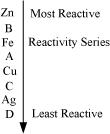 Zn Most Reactive
B
Fe Reactivity Series
A
Cu
C
Ag
D Least Reactive